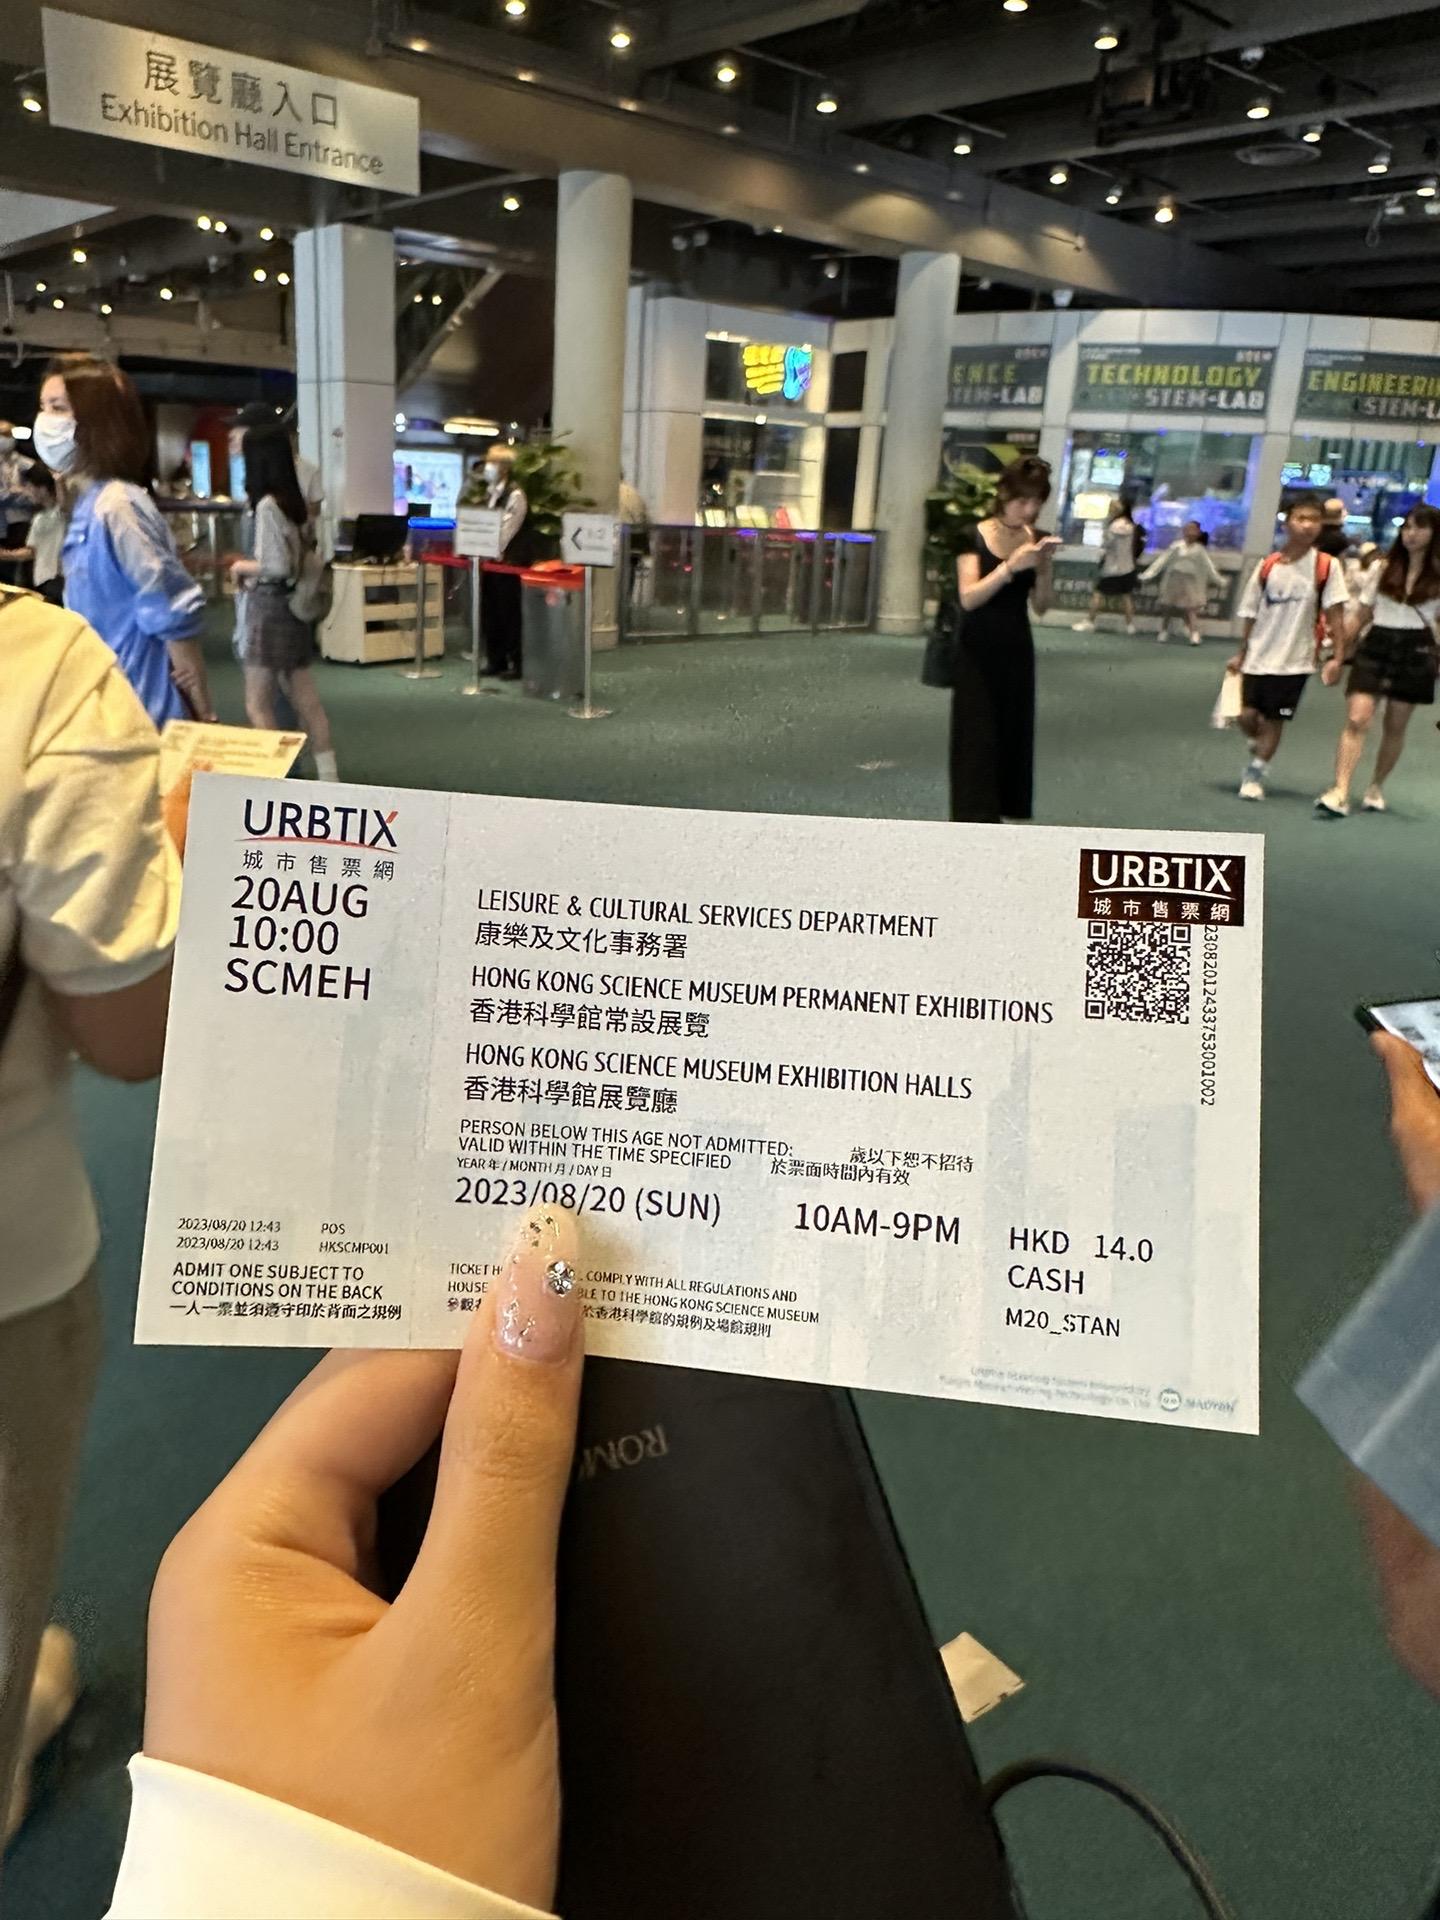 展覽廳入口
Exhibition Hall Entrance
TECHNOLOGY
STEM-LAB
URBTIX
城市售票網
20AUG
10:00
SCMEH
2023/08/20 12:43 POS
2023/08/20 12:43 HKSCMP001
ADMIT ONE SUBJECT TO
CONDITIONS ON THE BACK
一人一票並須遵守印於背面之規例
LEISURE & CULTURAL SERVICES DEPARTMENT
康樂及文化事務署
HONG KONG SCIENCE MUSEUM PERMANENT EXHIBITIONS
香港科學館常設展覽
HONG KONG SCIENCE MUSEUM EXHIBITION HALLS
香港科學館展覽廳
PERSON BELOW THIS AGE NOT ADMITTED: 歲以下恕不招待
VALID WITHIN THE TIME SPECIFIED 於票面時間內有效
YEAR 年 / MONTH 月 / DAY 日
2023/08/20 (SUN) 10AM-9PM
HKD 14.0
CASH
M20_STAN
TICKET COMPLY WITH ALL REGULATIONS AND
HOUSE TO THE HONG KONG SCIENCE MUSEUM
參觀 於香港科學館的規例及場館規則
URBTIX
城市售票網
2308201243375300100​2